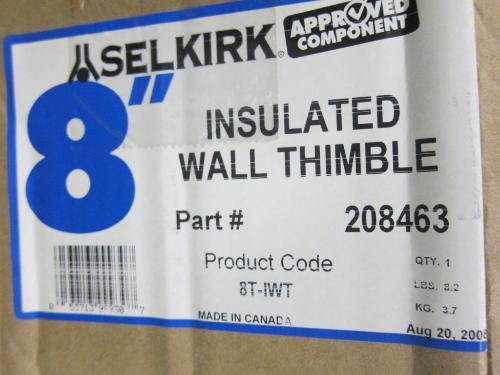 SELKIRK
APPROVED
COMPONENT
8"
INSULATED
WALL THIMBLE
Part # 208463
Product Code
8T-IWT
QTY. 1
LBS. 8.2
KG. 3.7
MADE IN CANADA
Aug 20,